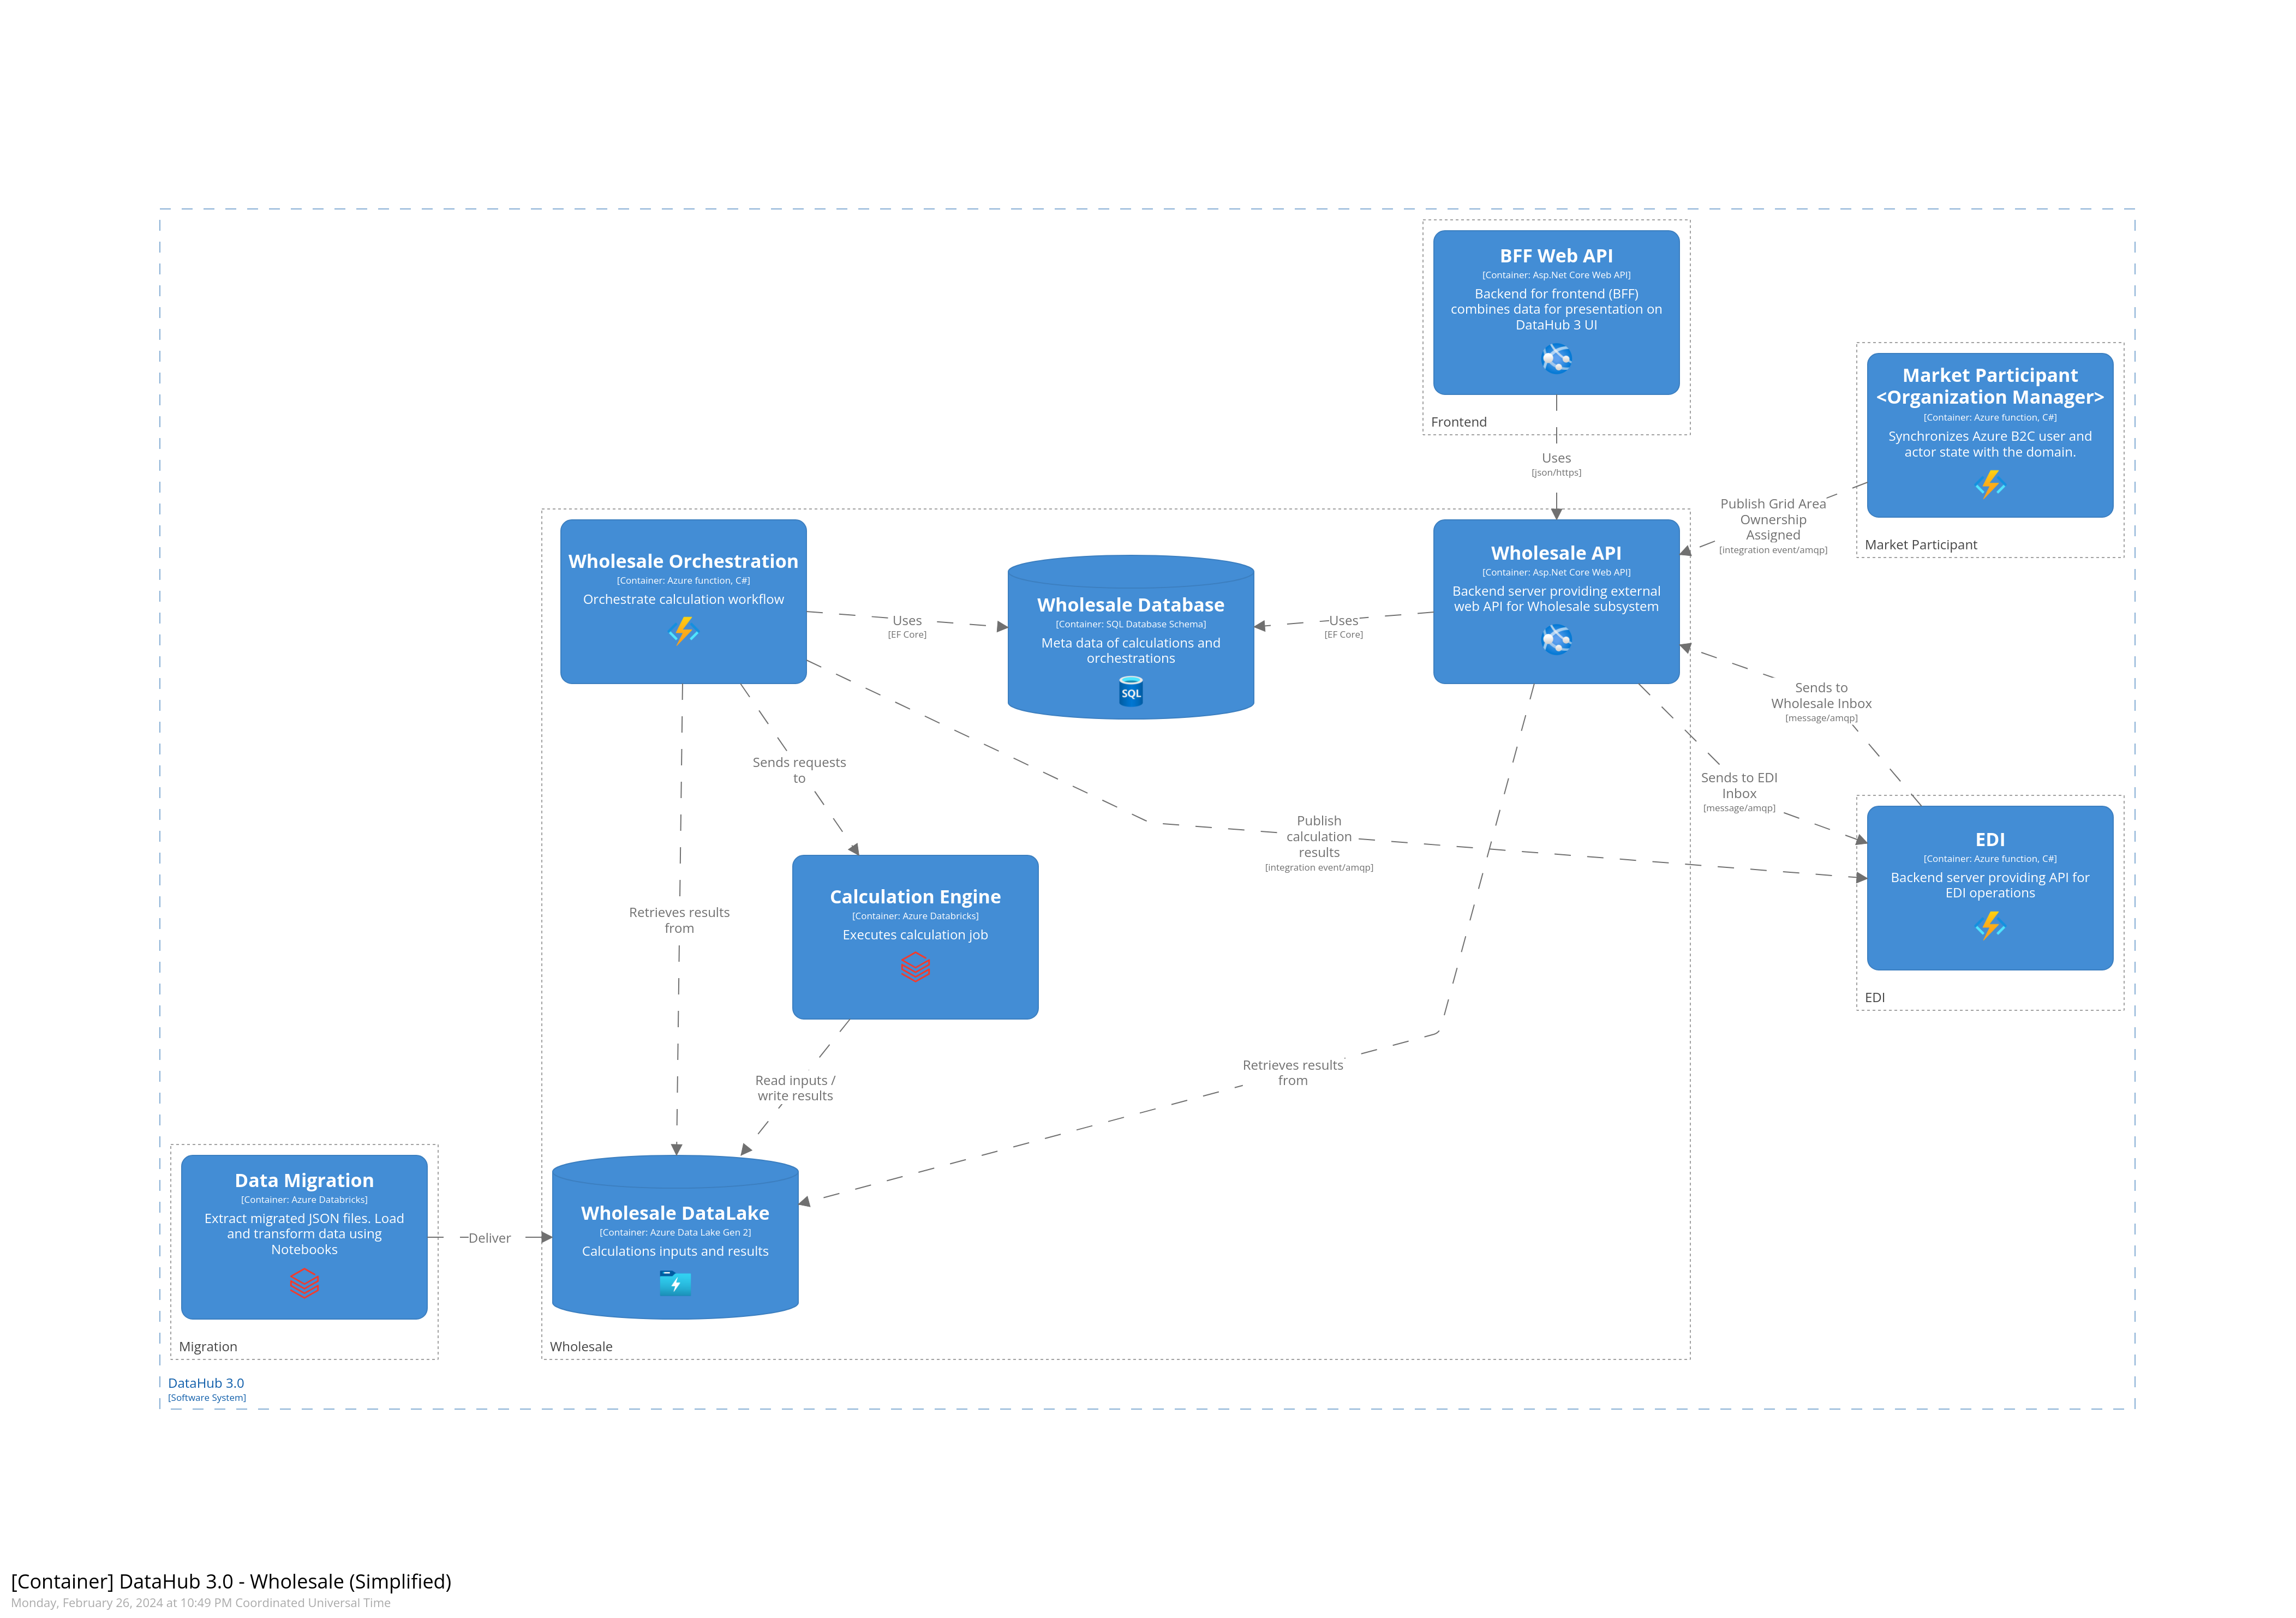 BFF Web API
[Container: Asp.Net Core Web API]
Backend for frontend (BFF)
combines data for presentation on
DataHub 3 UI
Frontend
Uses
[json/https]
Market Participant
<Organization Manager>
[Container: Azure function, C#]
Synchronizes Azure B2C user and
actor state with the domain.
Market Participant
Publish Grid Area
Ownership
Assigned
[integration event/amqp]
Wholesale Orchestration
[Container: Azure function, C#]
Orchestrate calculation workflow
Uses
[EF Core]
Wholesale Database
[Container: SQL Database Schema]
Meta data of calculations and
orchestrations
SQL
Uses
[EF Core]
Wholesale API
[Container: Asp.Net Core Web API]
Backend server providing external
web API for Wholesale subsystem
Sends to
Wholesale Inbox
[message/amqp]
Sends to EDI
Inbox
[message/amqp]
Sends requests
to
Publish
calculation
results
[integration event/amqp]
EDI
[Container: Azure function, C#]
Backend server providing API for
EDI operations
EDI
Calculation Engine
[Container: Azure Databricks]
Executes calculation job
Retrieves results
from
Read inputs /
write results
Retrieves results
from
Data Migration
[Container: Azure Databricks]
Extract migrated JSON files. Load
and transform data using
Notebooks
Migration
Deliver
Wholesale DataLake
[Container: Azure Data Lake Gen 2]
Calculations inputs and results
Wholesale
DataHub 3.0
[Software System]
[Container] DataHub 3.0 - Wholesale (Simplified)
Monday, February 26, 2024 at 10:49 PM Coordinated Universal Time